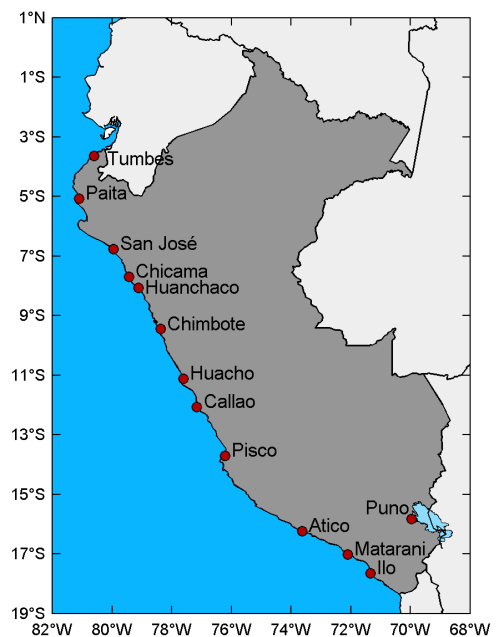 1°N
1°S
3°S
Tumbes
5°S
Paita
San José
7°S
Chicama
Huanchaco
9°S
Chimbote
11°S
Huacho
Callao
13°S
Pisco
15°S
Puno
Atico
17°S
Matarani
Ilo
19°S
82°W 80°W 78°W 76°W 74°W 72°W 70°W 68°W